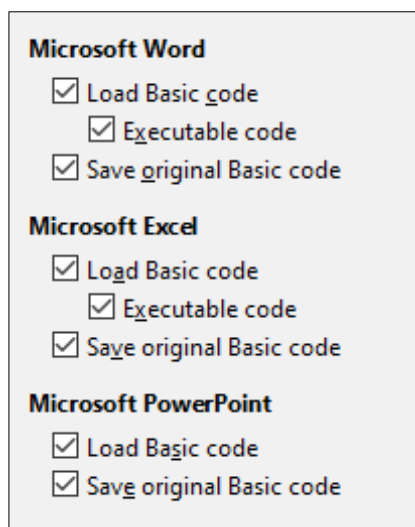 Microsoft Word
Load Basic code
Executable code
Save original Basic code
Microsoft Excel
Load Basic code
Executable code
Save original Basic code
Microsoft PowerPoint
Load Basic code
Save original Basic code